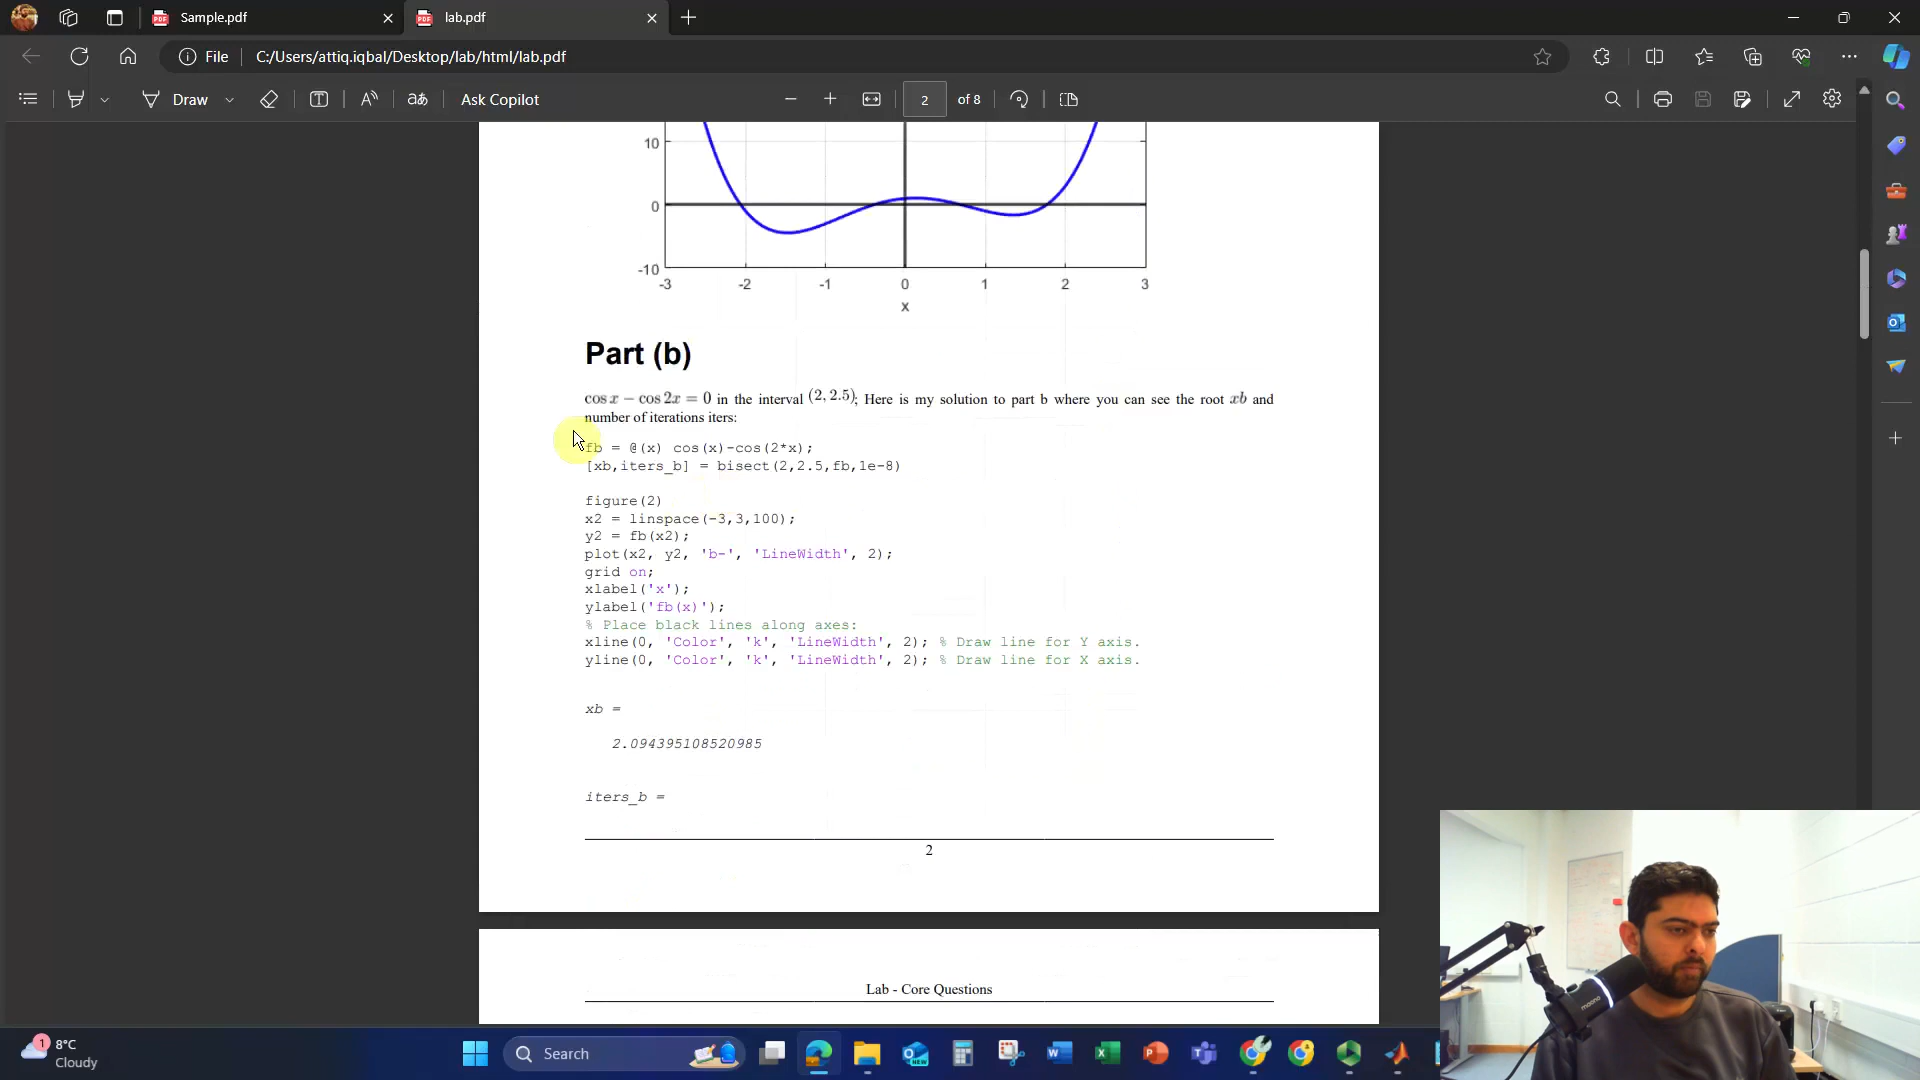 Sample.pdf
lab.pdf
File
C:/Users/attiq.iqbal/Desktop/lab/html/lab.pdf
Draw
Ask Copilot
2 of 8
10
0
-10
-3 -2 -1 0 1 2 3
x
Part (b)
cos x − cos 2x = 0 in the interval (2, 2.5); Here is my solution to part b where you can see the root xb and
number of iterations iters:
fb = @(x) cos(x)-cos(2*x);
[xb,iters_b] = bisect(2,2.5,fb,1e-8)
figure(2)
x2 = linspace(-3,3,100);
y2 = fb(x2);
plot(x2, y2, 'b-', 'LineWidth', 2);
grid on;
xlabel('x');
ylabel('fb(x)');
% Place black lines along axes:
xline(0, 'Color', 'k', 'LineWidth', 2); % Draw line for Y axis.
yline(0, 'Color', 'k', 'LineWidth', 2); % Draw line for X axis.
xb =
2.094395108520985
iters_b =
2
Lab - Core Questions
1
8°C
Cloudy
Search